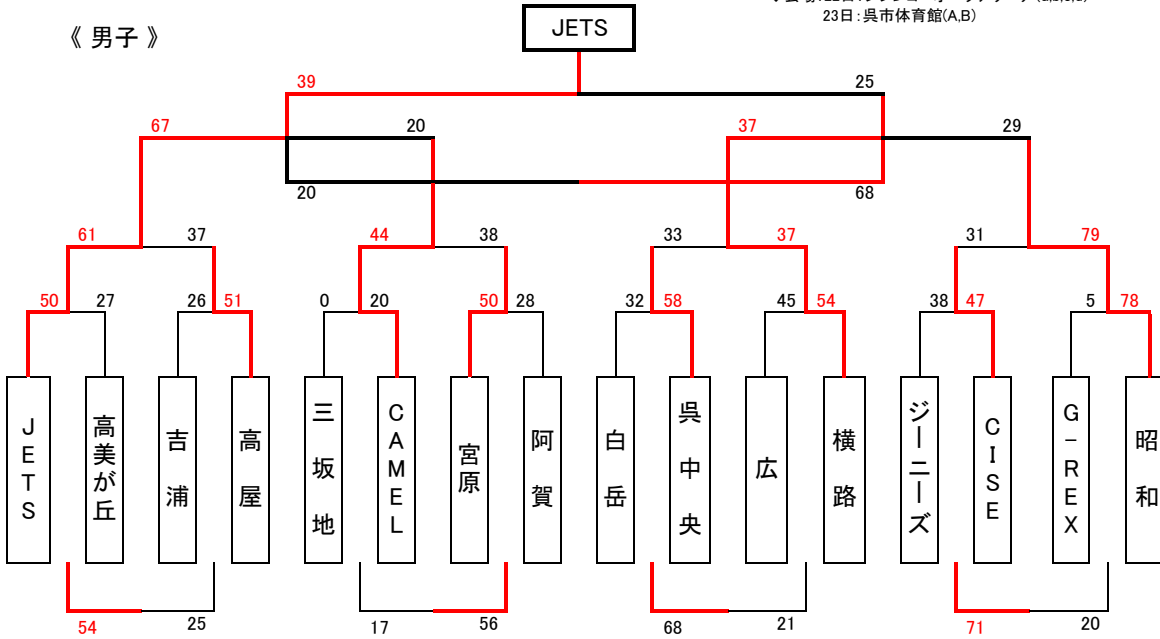 23日:呉市体育館(A,B)
《 男子 》
JETS
39
25
67
20
37
29
20
68
61
37
44
38
33
37
31
79
50
27
26
51
0
20
50
28
32
58
45
54
38
47
5
78
JETS
高美が丘
吉浦
高屋
三坂地
CAMEL
宮原
阿賀
白岳
呉中央
広
横路
ジーニーズ
CISE
G-REX
昭和
54
25
17
56
68
21
71
20